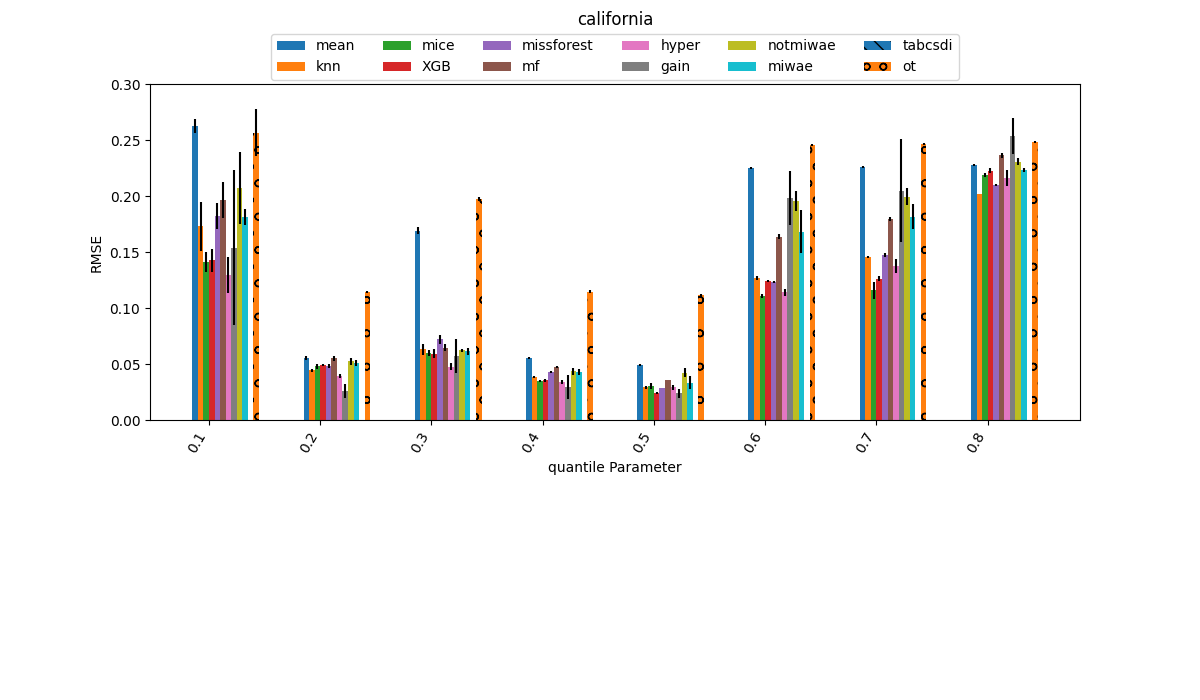 california
mean mice missforest hyper notmiwae tabcsdi
knn XGB mf gain miwae ot
0.30
0.25
0.20
0.15
0.10
0.05
0.00
RMSE
0.1 0.2 0.3 0.4 0.5 0.6 0.7 0.8
quantile Parameter